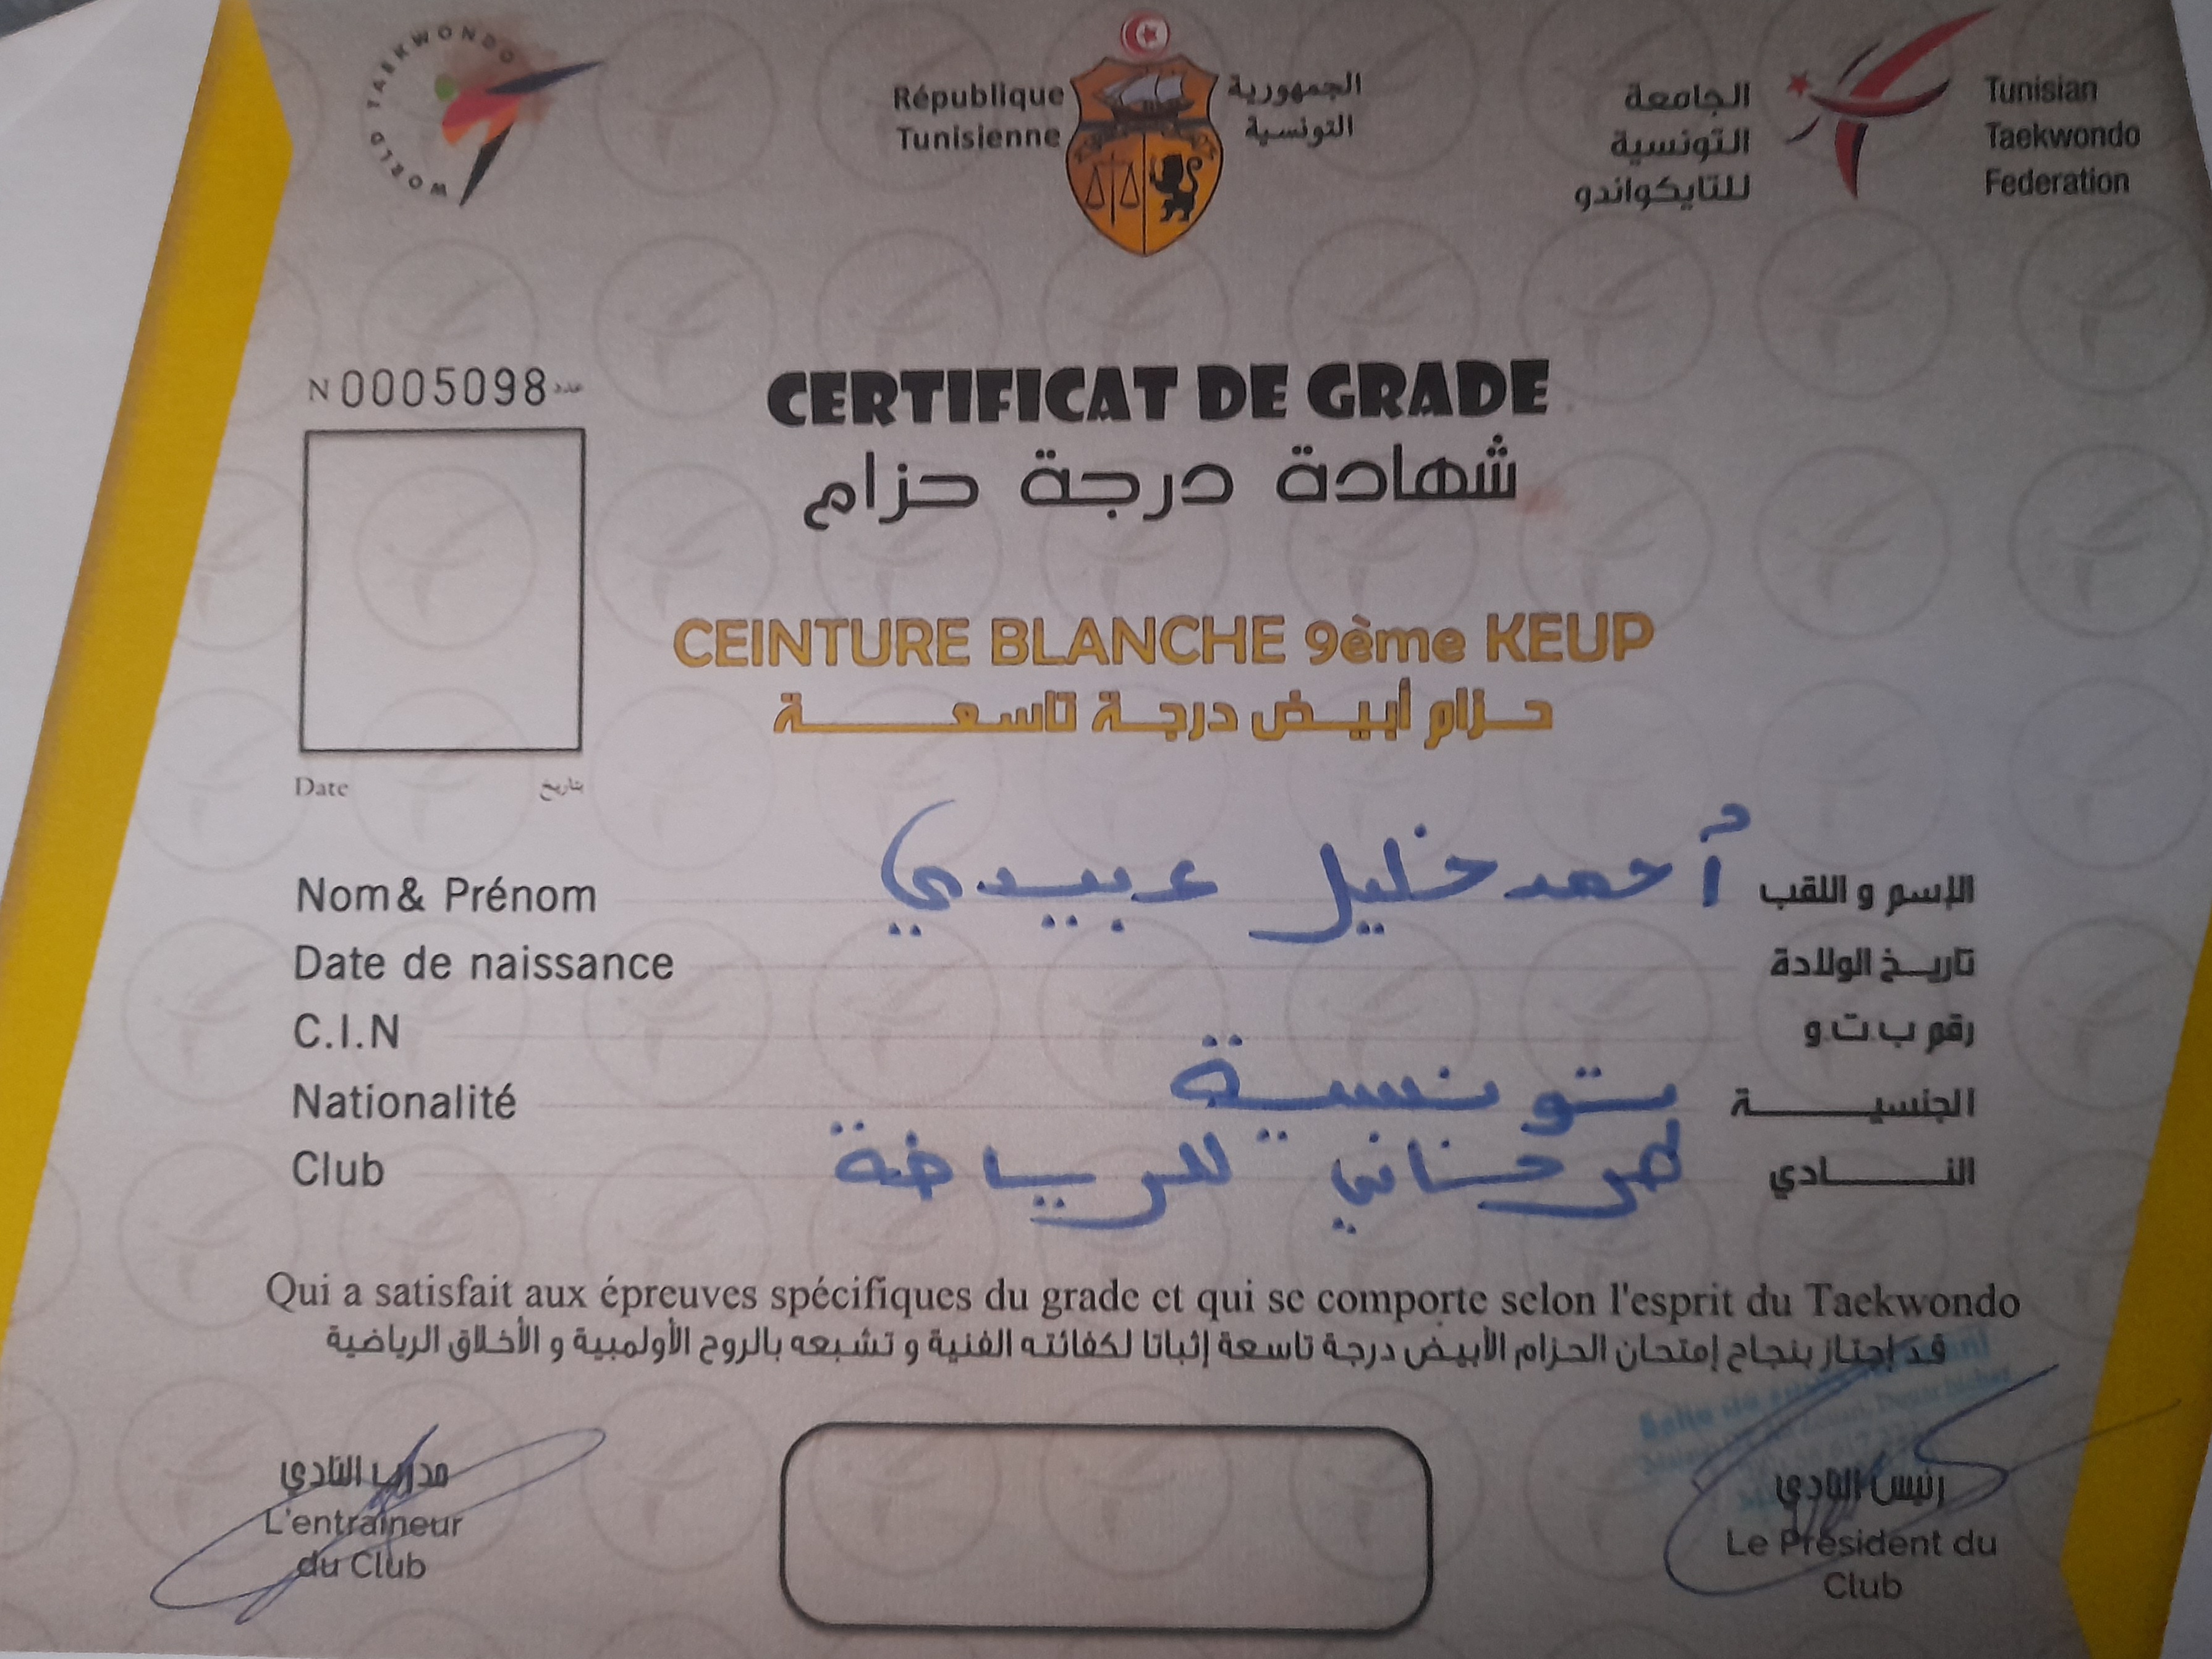 WORLD TAEKWONDO
République
Tunisienne
الجمهورية
التونسية
الجامعة
التونسية
للتايكواندو
Tunisian
Taekwondo
Federation
N 0005098 عدد
CERTIFICAT DE GRADE
شهادة درجة حزام
CEINTURE BLANCHE 9ème KEUP
حزام أبيض درجة تاسعة
Date بتاريخ
Nom& Prénom أحمد خليل عبيدي الإسم و اللقب
Date de naissance تاريخ الولادة
C.I.N رقم ب.ت.و
Nationalité تونسية الجنسية
Club للرياضة النادي
Qui a satisfait aux épreuves spécifiques du grade et qui se comporte selon l'esprit du Taekwondo
قد إجتاز بنجاح إمتحان الحزام الأبيض درجة تاسعة إثباتا لكفائته الفنية و تشبعه بالروح الأولمبية و الأخلاق الرياضية
مدرب النادي
L'entraîneur
du Club
رئيس النادي
Le Président du
Club